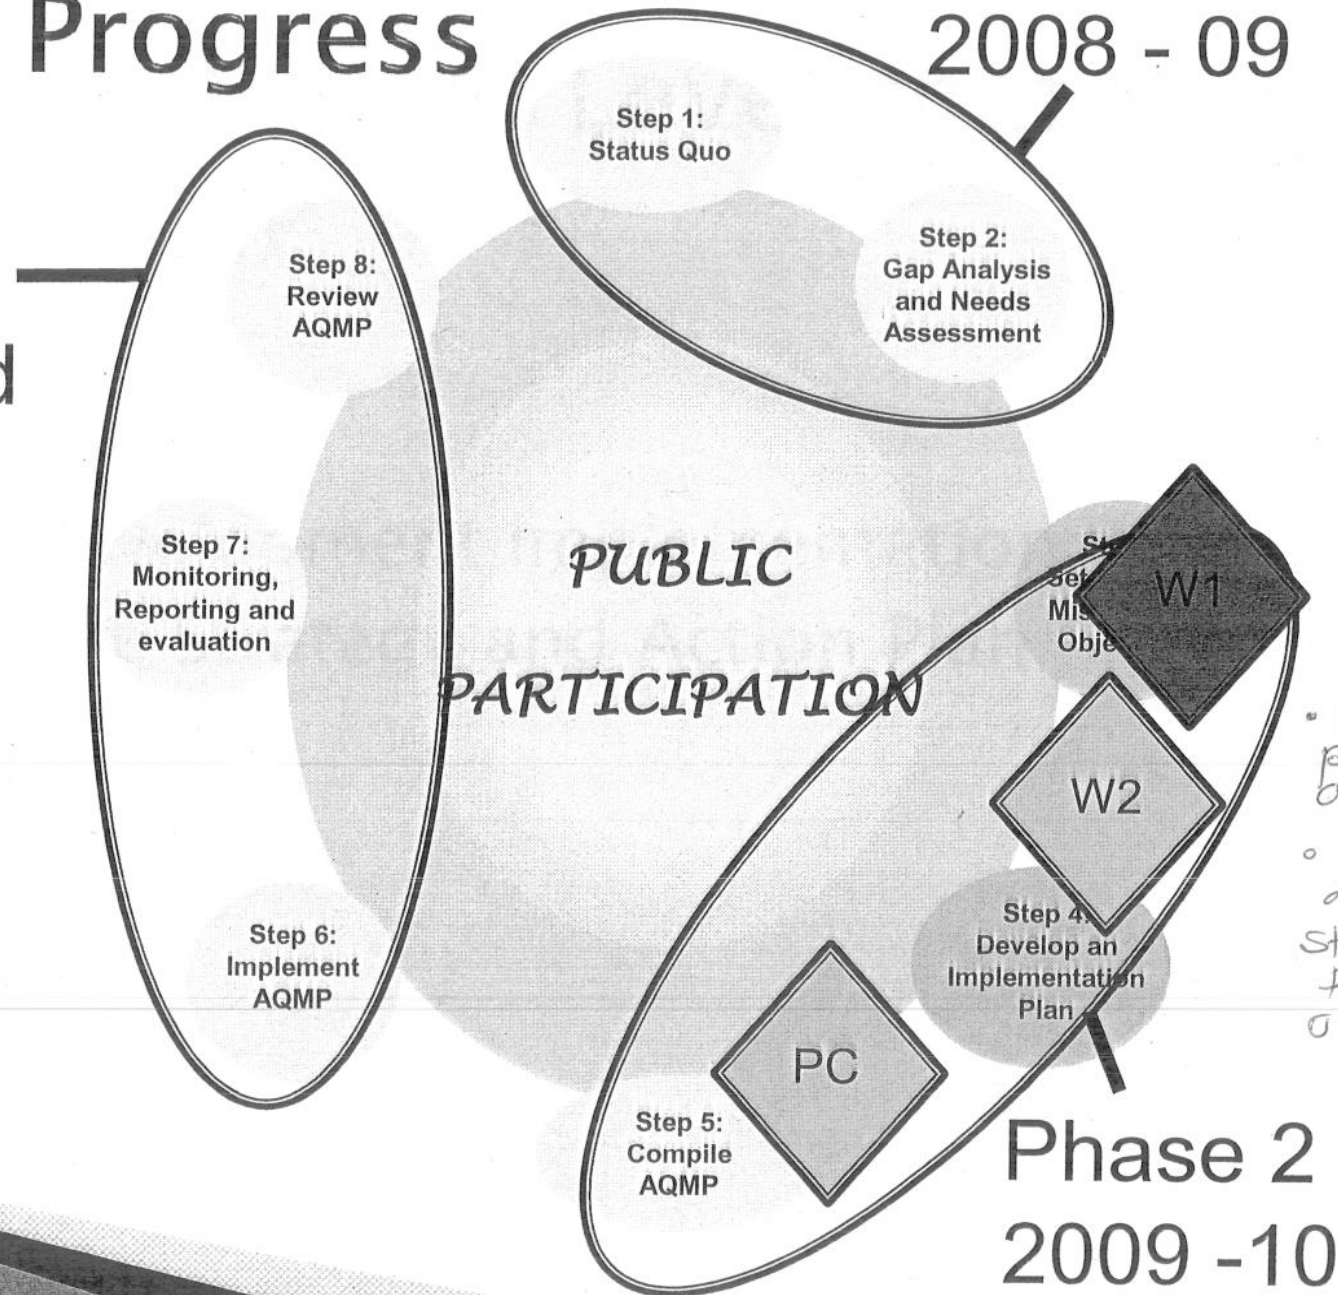 Progress
2008 - 09
Step 1:
Status Quo
Step 2:
Gap Analysis
and Needs
Assessment
Step 8:
Review
AQMP
Step 7:
Monitoring,
Reporting and
evaluation
PUBLIC
PARTICIPATION
W1
W2
Step 4:
Develop an
Implementation
Plan
Step 6:
Implement
AQMP
PC
Step 5:
Compile
AQMP
Phase 2
2009 -10